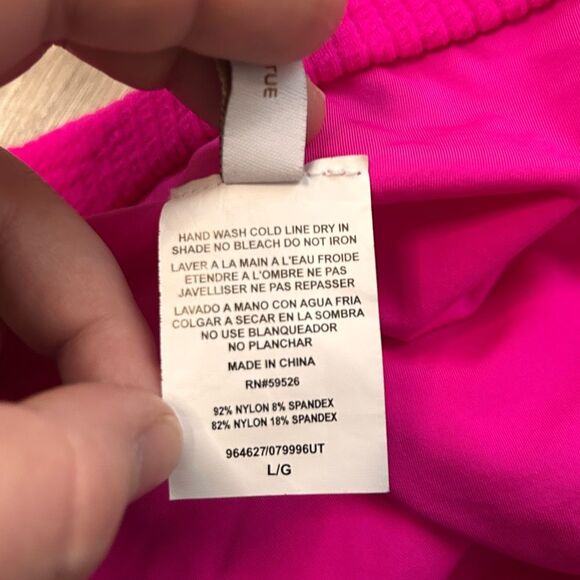 TUE
HAND WASH COLD LINE DRY IN
SHADE NO BLEACH DO NOT IRON
LAVER A LA MAIN A L'EAU FROIDE
ETENDRE A L'OMBRE NE PAS
JAVELLISER NE PAS REPASSER
LAVADO A MANO CON AGUA FRIA
COLGAR A SECAR EN LA SOMBRA
NO USE BLANQUEADOR
NO PLANCHAR
MADE IN CHINA
RN#59526
92% NYLON 8% SPANDEX
82% NYLON 18% SPANDEX
964627/079996UT
L/G